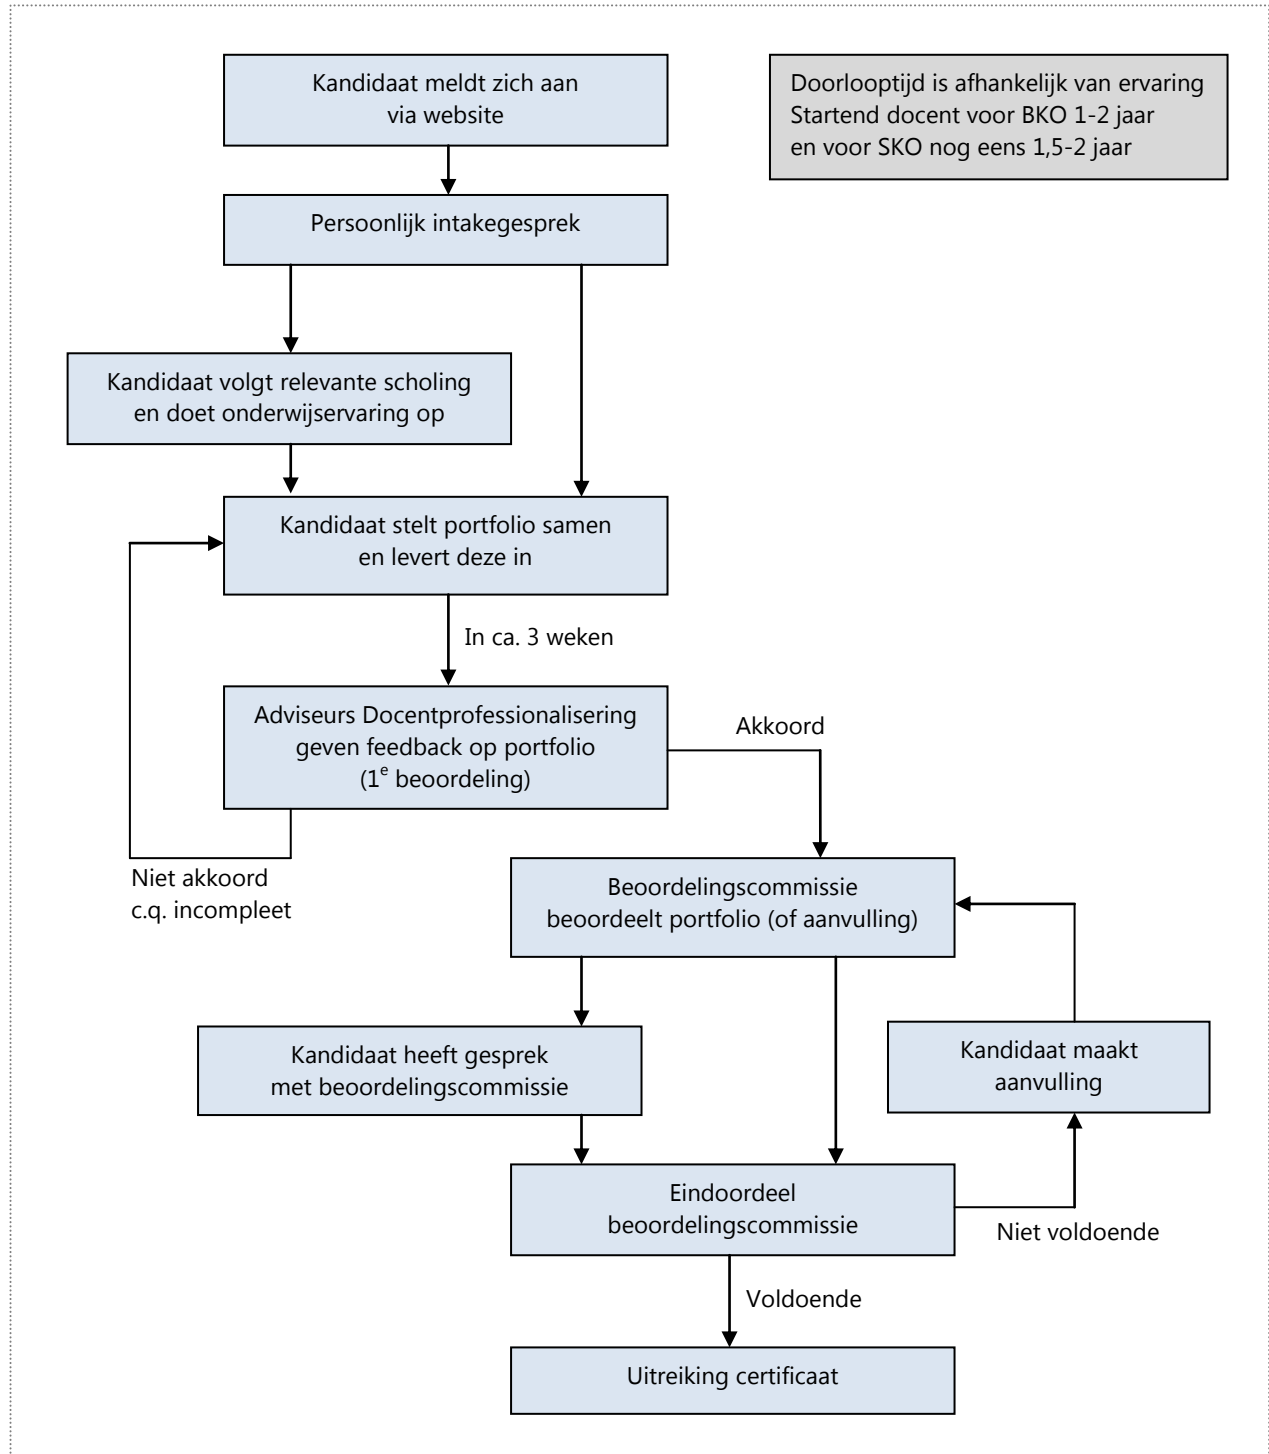 Kandidaat meldt zich aan
via website
Doorlooptijd is afhankelijk van ervaring
Startend docent voor BKO 1-2 jaar
en voor SKO nog eens 1,5-2 jaar
Persoonlijk intakegesprek
Kandidaat volgt relevante scholing
en doet onderwijservaring op
Kandidaat stelt portfolio samen
en levert deze in
In ca. 3 weken
Adviseurs Docentprofessionalisering
geven feedback op portfolio
(1e beoordeling)
Akkoord
Niet akkoord
c.q. incompleet
Beoordelingscommissie
beoordeelt portfolio (of aanvulling)
Kandidaat heeft gesprek
met beoordelingscommissie
Kandidaat maakt
aanvulling
Eindoordeel
beoordelingscommissie
Niet voldoende
Voldoende
Uitreiking certificaat